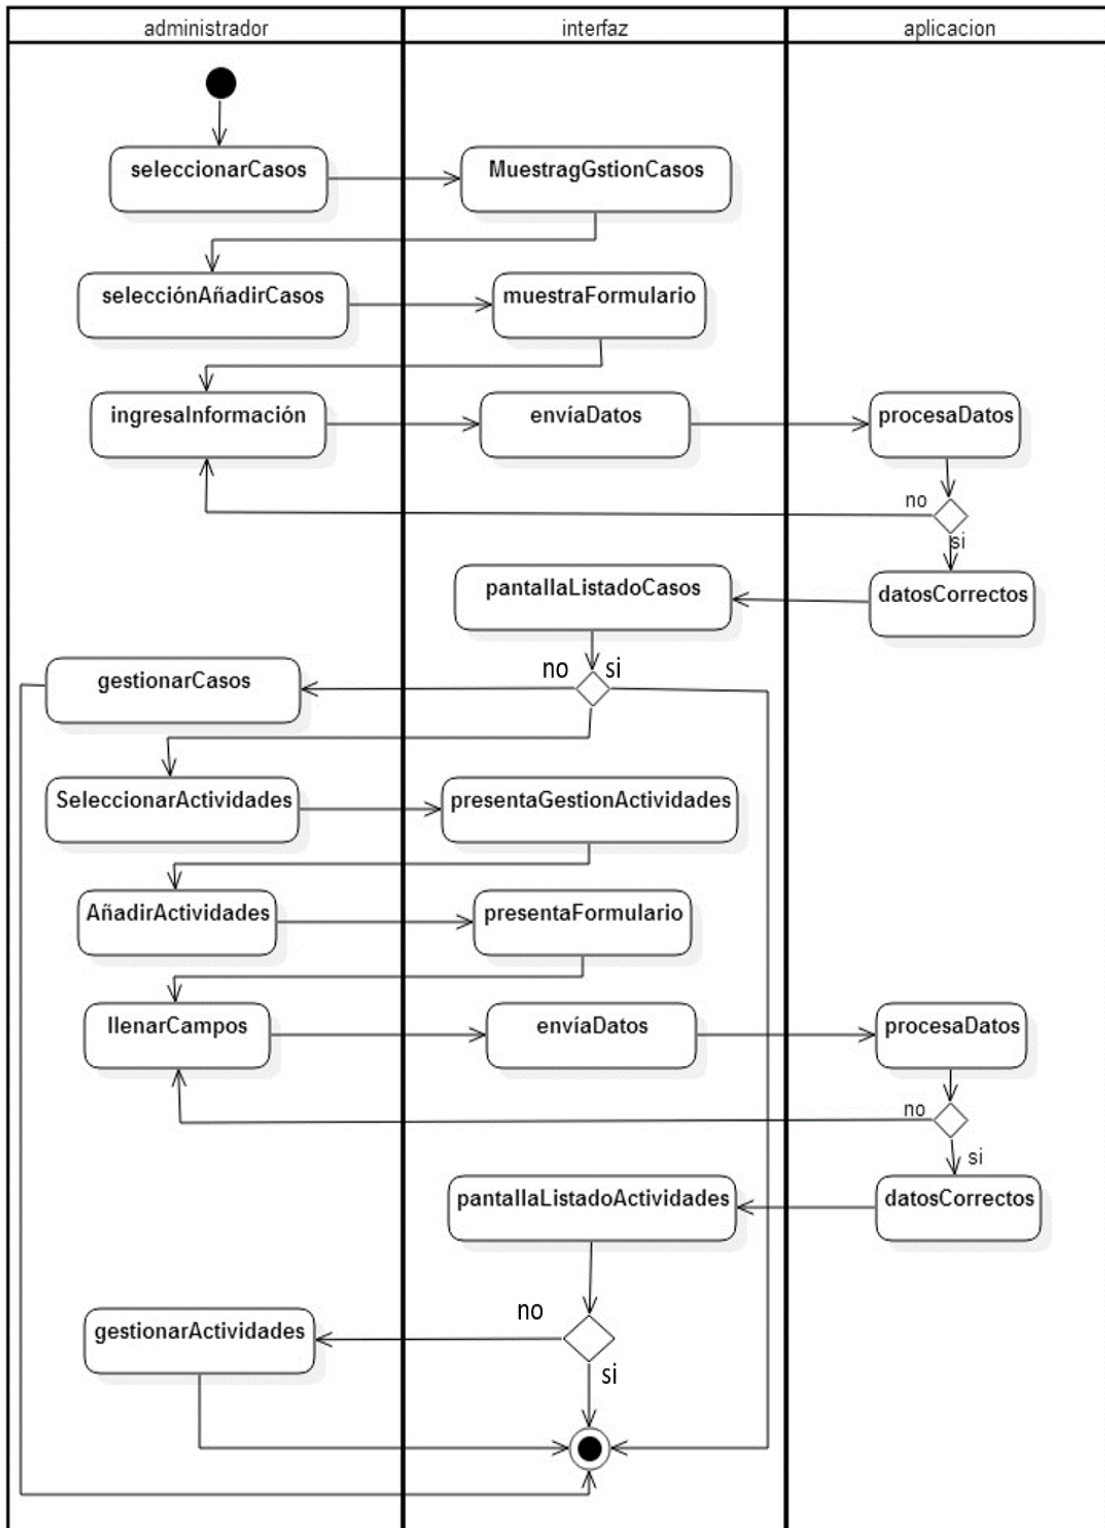 administrador
interfaz
aplicacion
seleccionarCasos
MuestragGstionCasos
selecciónAñadirCasos
muestraFormulario
ingresaInformación
envíaDatos
procesaDatos
no
si
pantallaListadoCasos
datosCorrectos
no
si
gestionarCasos
SeleccionarActividades
presentaGestionActividades
AñadirActividades
presentaFormulario
llenarCampos
envíaDatos
procesaDatos
no
si
pantallaListadoActividades
datosCorrectos
no
gestionarActividades
si